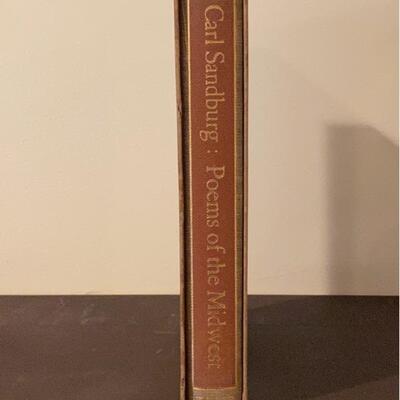 Carl Sandburg : Poems of the Midwest